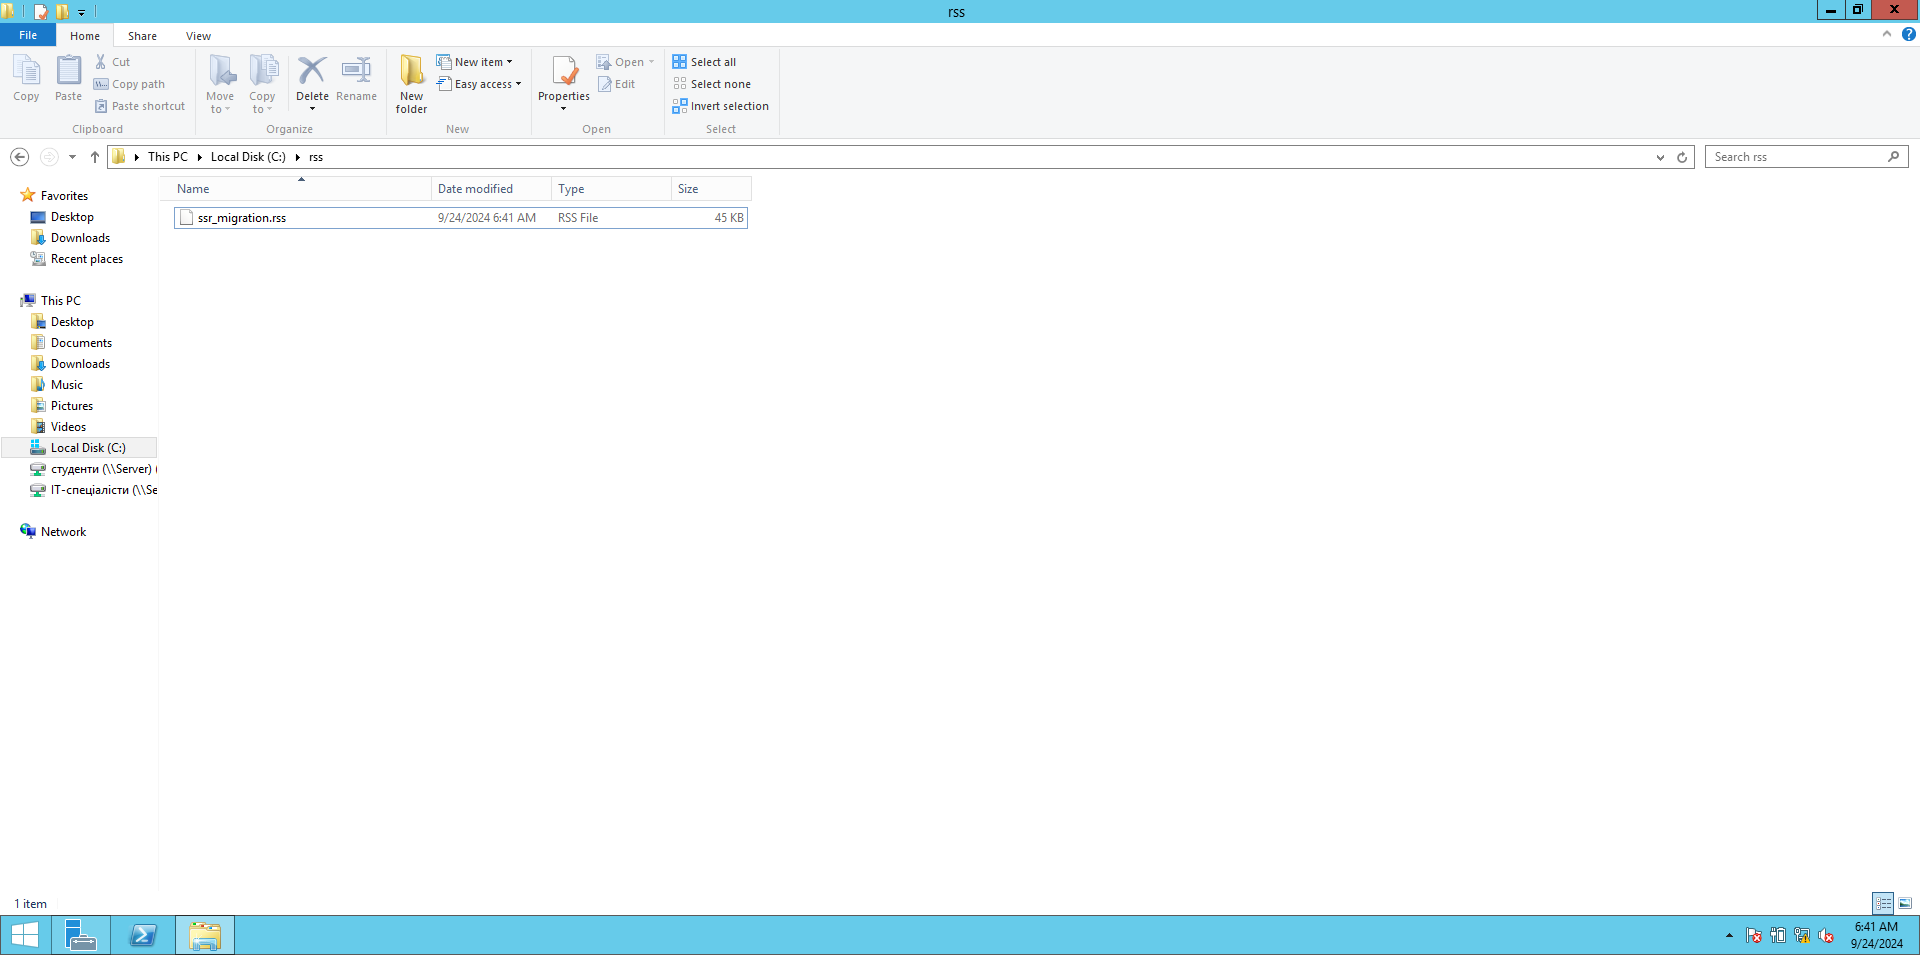 rss
File Home Share View
Copy Paste Cut Copy path Paste shortcut Clipboard
Move to Copy to Delete Rename Organize
New folder New item Easy access New
Properties Open Edit Open
Select all Select none Invert selection Select
This PC Local Disk (C:) rss Search rss
Favorites
Desktop
Downloads
Recent places
This PC
Desktop
Documents
Downloads
Music
Pictures
Videos
Local Disk (C:)
студенти (\\Server) (
ІТ-спеціалісти (\\Se
Network
Name Date modified Type Size
ssr_migration.rss 9/24/2024 6:41 AM RSS File 45 KB
1 item
6:41 AM
9/24/2024